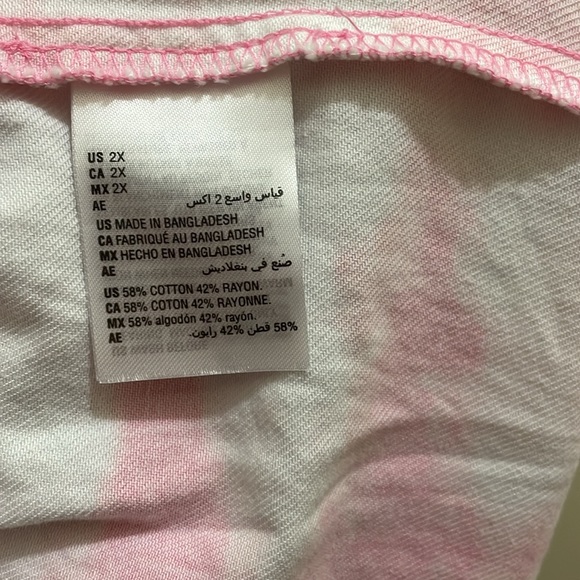 US 2X
CA 2X
MX 2X
AE قياس واسع 2 اكس
US MADE IN BANGLADESH
CA FABRIQUÉ AU BANGLADESH
MX HECHO EN BANGLADESH
AE صُنع في بنغلاديش
US 58% COTTON 42% RAYON.
CA 58% COTON 42% RAYONNE.
MX 58% algodón 42% rayón.
AE 58% قطن 42% رايون.